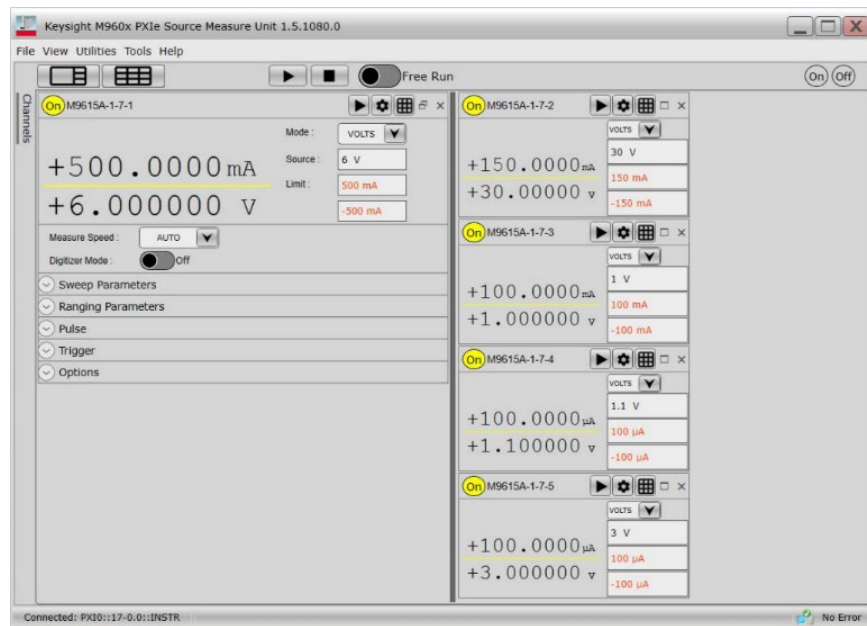 Keysight M960x PXIe Source Measure Unit 1.5.1080.0
File View Utilities Tools Help
Free Run
On Off
Channels
On M9615A-1-7-1
Mode : VOLTS
Source : 6 V
Limit : 500 mA
-500 mA
+500.0000 mA
+6.000000 V
Measure Speed : AUTO
Digitizer Mode : Off
Sweep Parameters
Ranging Parameters
Pulse
Trigger
Options
On M9615A-1-7-2
VOLTS
30 V
150 mA
-150 mA
+150.0000 mA
+30.00000 V
On M9615A-1-7-3
VOLTS
1 V
100 mA
-100 mA
+100.0000 mA
+1.000000 V
On M9615A-1-7-4
VOLTS
1.1 V
100 µA
-100 µA
+100.0000 µA
+1.100000 V
On M9615A-1-7-5
VOLTS
3 V
100 µA
-100 µA
+100.0000 µA
+3.000000 V
Connected: PXI0::17-0.0::INSTR
No Error